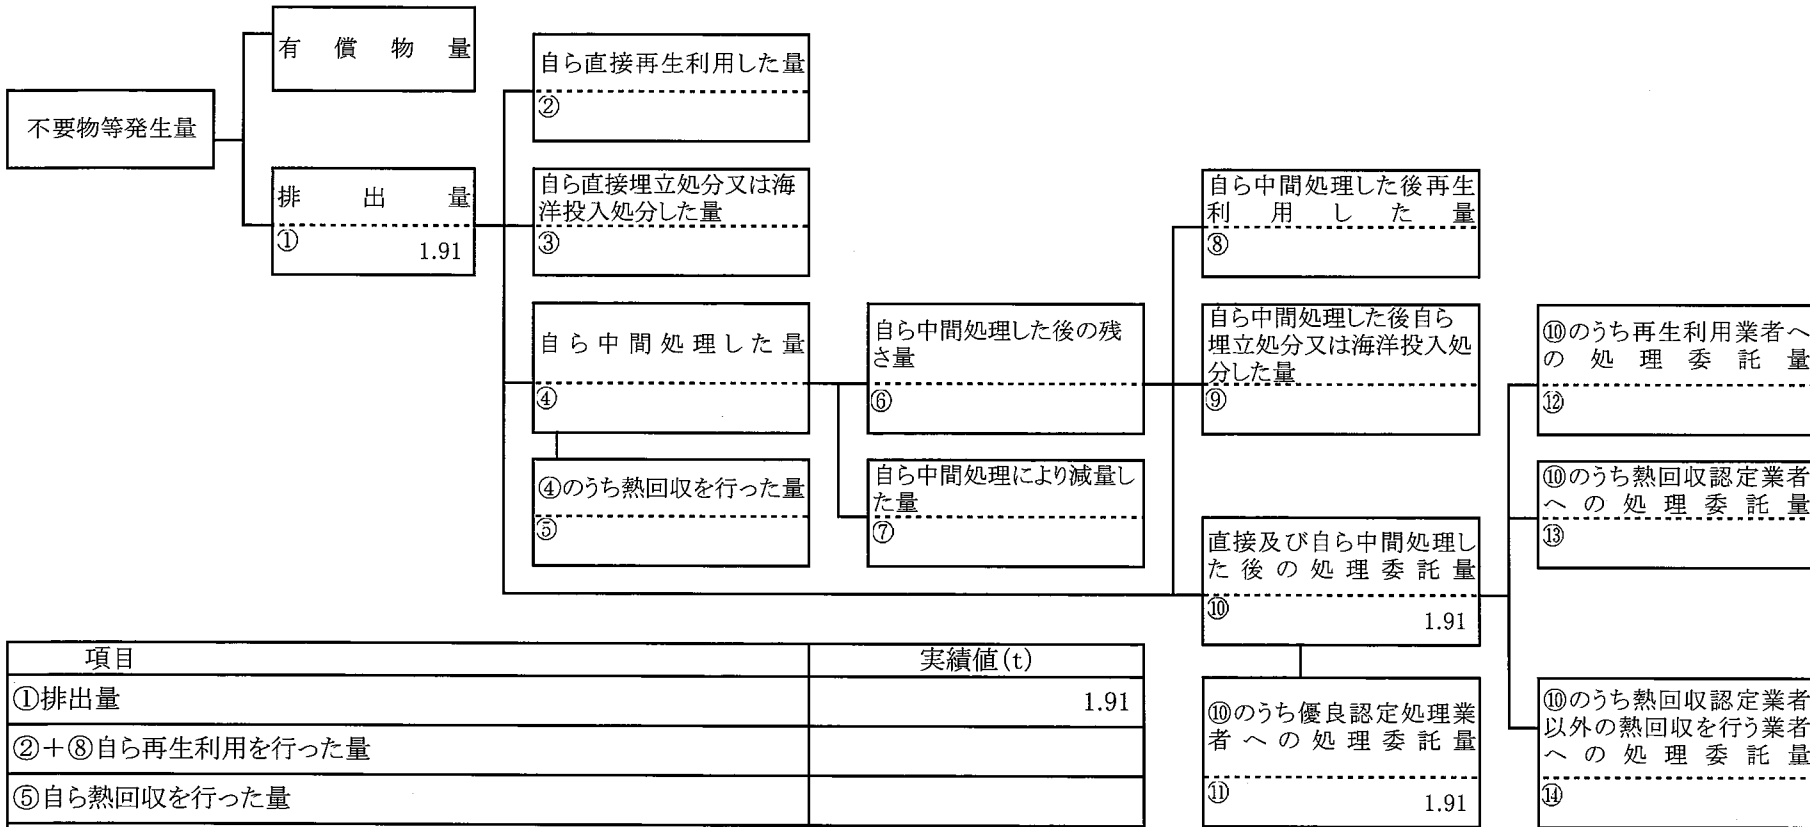 不要物等発生量
有償物量
排出量
①
1.91
自ら直接再生利用した量
②
自ら直接埋立処分又は海
洋投入処分した量
③
自ら中間処理した量
④
④のうち熱回収を行った量
⑤
自ら中間処理した後の残
さ量
⑥
自ら中間処理により減量し
た量
⑦
自ら中間処理した後再生
利用した量
⑧
自ら中間処理した後自ら
埋立処分又は海洋投入処
分した量
⑨
直接及び自ら中間処理し
た後の処理委託量
⑩
1.91
⑩のうち優良認定処理業
者への処理委託量
⑪
1.91
⑩のうち再生利用業者へ
の処理委託量
⑫
⑩のうち熱回収認定業者
への処理委託量
⑬
⑩のうち熱回収認定業者
以外の熱回収を行う業者
への処理委託量
⑭
項目 実績値(t)
①排出量 1.91
②+⑧自ら再生利用を行った量
⑤自ら熱回収を行った量